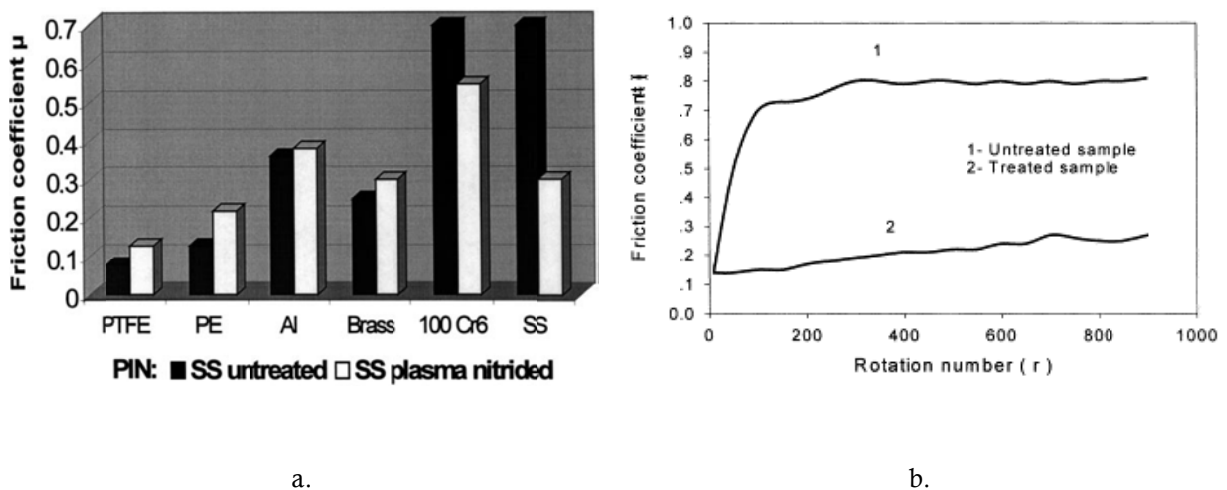 Friction coefficient µ
0.7
0.6
0.5
0.4
0.3
0.2
0.1
0
PTFE PE Al Brass 100 Cr6 SS
PIN: SS untreated SS plasma nitrided
a.
Friction coefficient
1.0
.9
.8
.7
.6
.5
.4
.3
.2
.1
0.0
1
1- Untreated sample
2- Treated sample
2
0 200 400 600 800 1000
Rotation number ( r )
b.